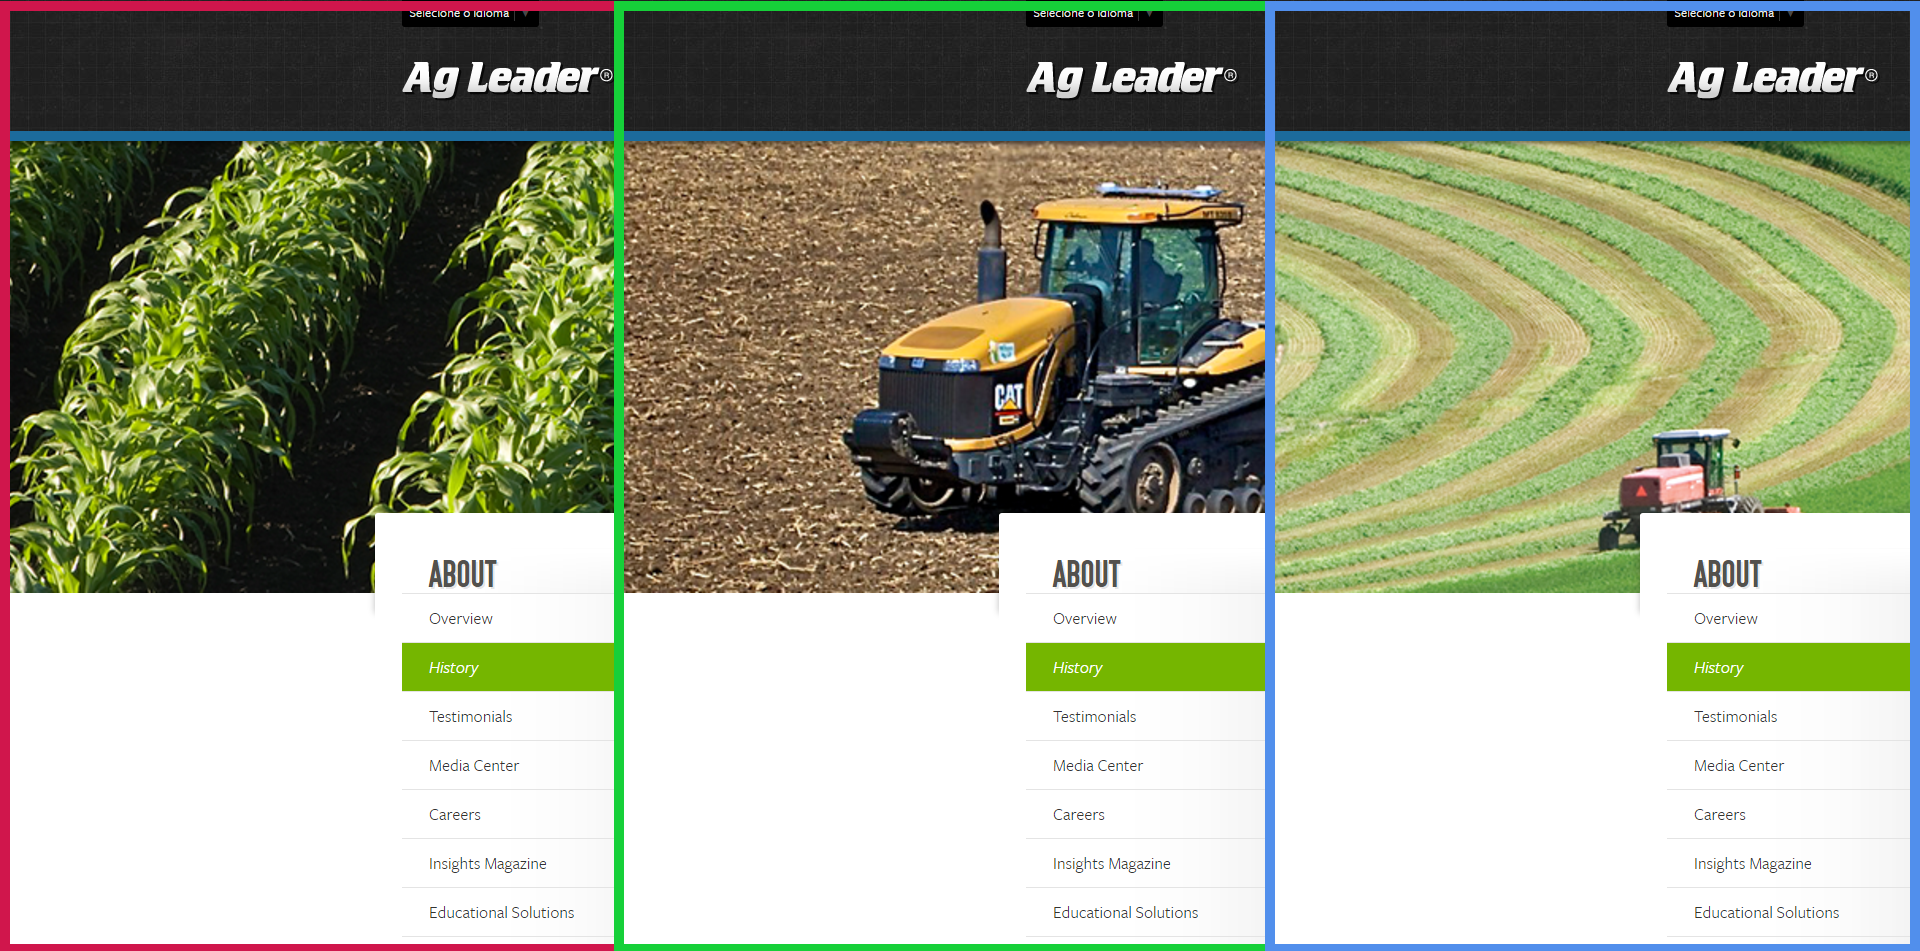 Selecione o Idioma
Ag Leader®
ABOUT
Overview
History
Testimonials
Media Center
Careers
Insights Magazine
Educational Solutions
Selecione o Idioma
Ag Leader®
CAT
ABOUT
Overview
History
Testimonials
Media Center
Careers
Insights Magazine
Educational Solutions
Selecione o Idioma
Ag Leader®
ABOUT
Overview
History
Testimonials
Media Center
Careers
Insights Magazine
Educational Solutions